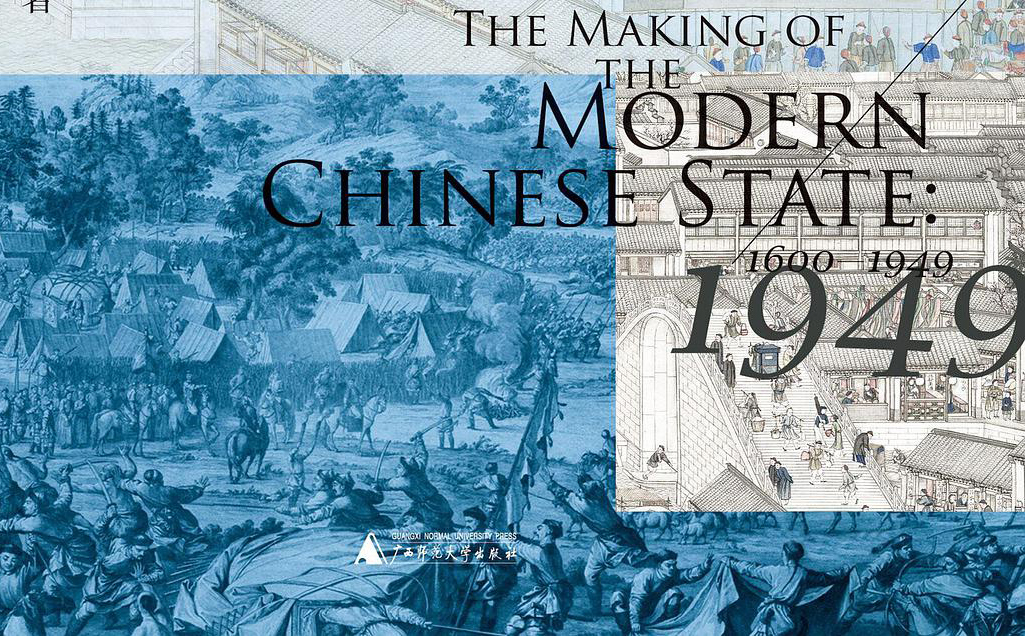 著
THE MAKING OF
THE
MODERN
CHINESE STATE:
1600 1949
1949
GUANGXI NORMAL UNIVERSITY PRESS
广西师范大学出版社